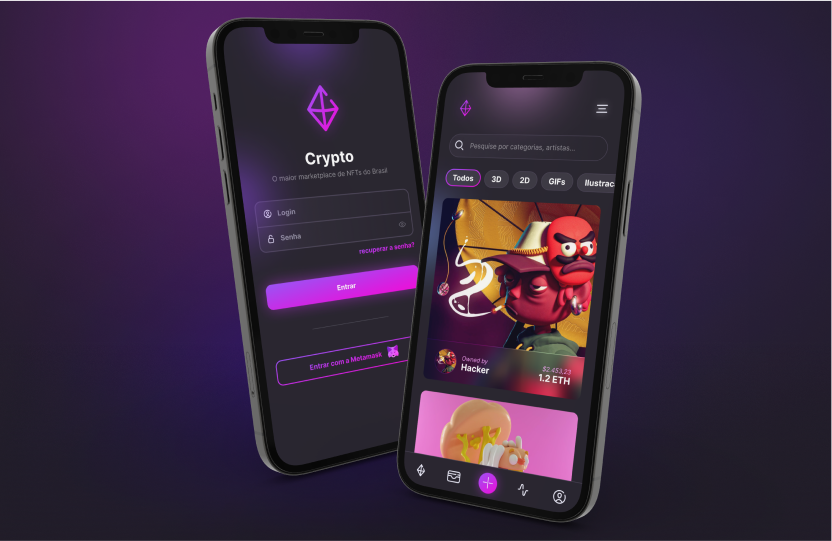 Crypto
O maior marketplace de NFTs do Brasil
Login
Senha
recuperar a senha?
Entrar
Entrar com a Metamask
Pesquise por categorias, artistas...
Todos
3D
2D
GIFs
Ilustrac
Owned by
Hacker
$2.453,23
1.2 ETH